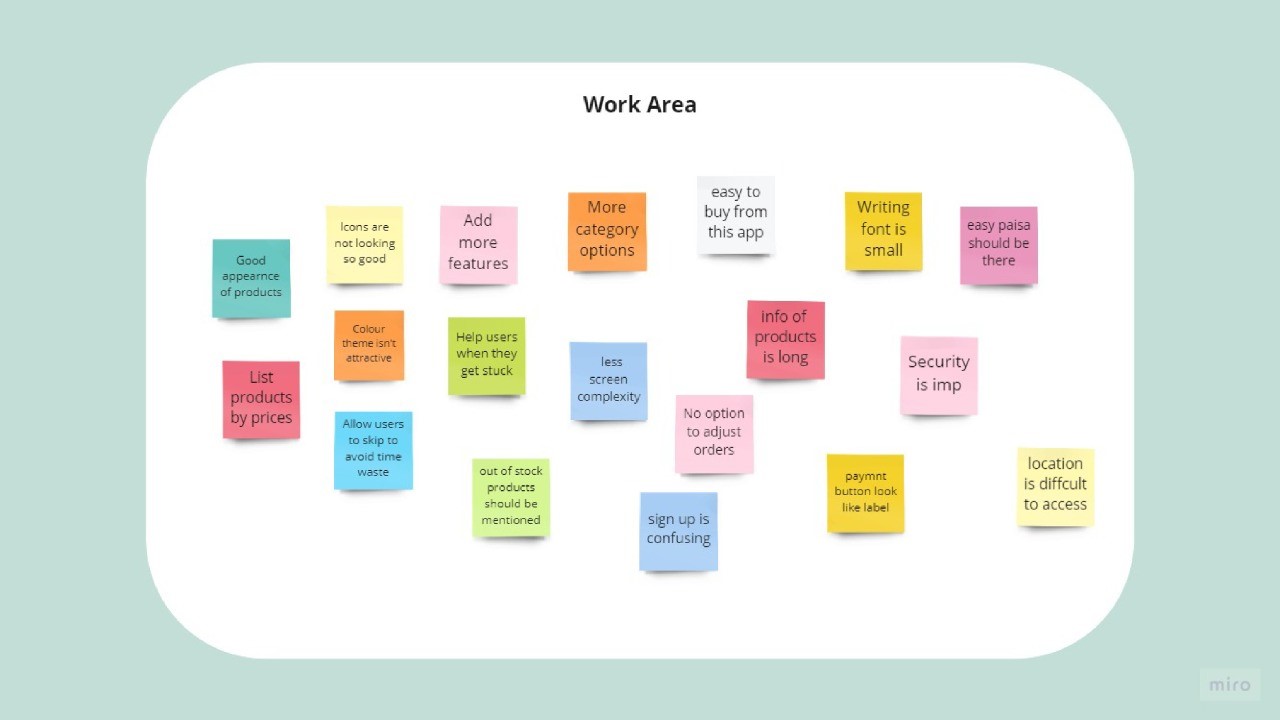 Work Area
Good
appearnce
of products
Icons are
not looking
so good
Add
more
features
More
category
options
easy to
buy from
this app
Writing
font is
small
easy paisa
should be
there
List
products
by prices
Colour
theme isn't
attractive
Help users
when they
get stuck
less
screen
complexity
info of
products
is long
Security
is imp
Allow users
to skip to
avoid time
waste
out of stock
products
should be
mentioned
No option
to adjust
orders
sign up is
confusing
paymnt
button look
like label
location
is diffcult
to access
miro